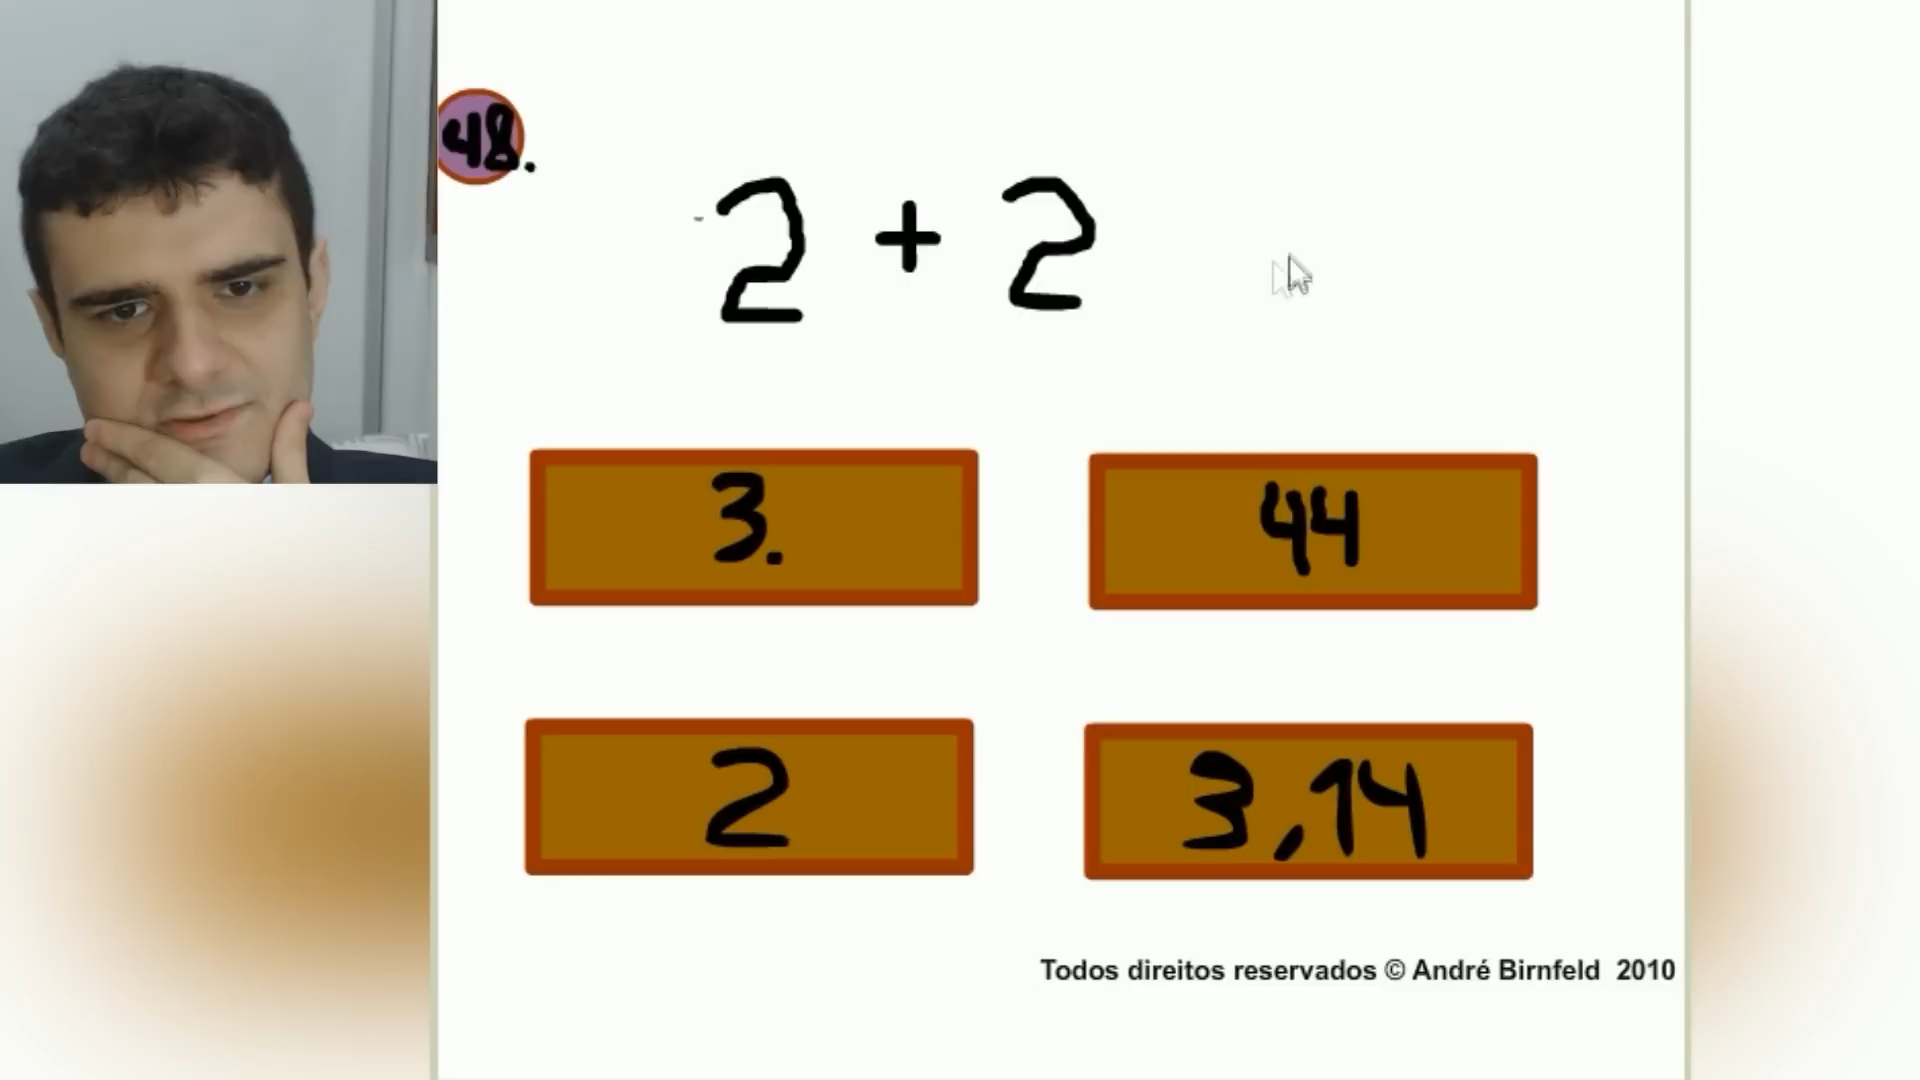 48.
2 + 2
3.
44
2
3,14
Todos direitos reservados © André Birnfeld 2010